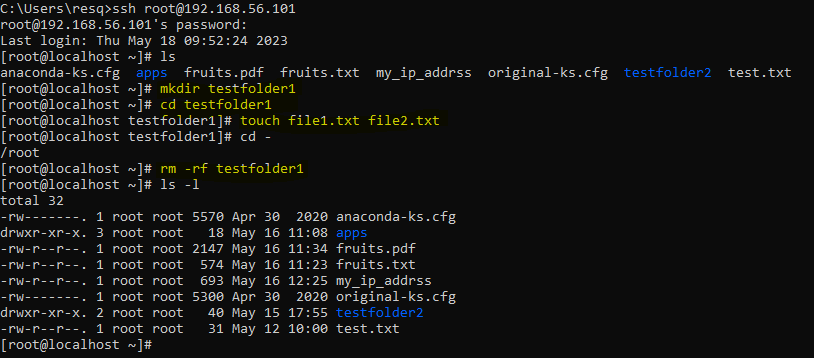 C:\Users\resq>ssh root@192.168.56.101
root@192.168.56.101's password:
Last login: Thu May 18 09:52:24 2023
[root@localhost ~]# ls
anaconda-ks.cfg  apps  fruits.pdf  fruits.txt  my_ip_addrss  original-ks.cfg  testfolder2  test.txt
[root@localhost ~]# mkdir testfolder1
[root@localhost ~]# cd testfolder1
[root@localhost testfolder1]# touch file1.txt file2.txt
[root@localhost testfolder1]# cd -
/root
[root@localhost ~]# rm -rf testfolder1
[root@localhost ~]# ls -l
total 32
-rw-------. 1 root root 5570 Apr 30  2020 anaconda-ks.cfg
drwxr-xr-x. 3 root root   18 May 16 11:08 apps
-rw-r--r--. 1 root root 2147 May 16 11:34 fruits.pdf
-rw-r--r--. 1 root root  574 May 16 11:23 fruits.txt
-rw-r--r--. 1 root root  693 May 16 12:25 my_ip_addrss
-rw-------. 1 root root 5300 Apr 30  2020 original-ks.cfg
drwxr-xr-x. 2 root root   40 May 15 17:55 testfolder2
-rw-r--r--. 1 root root   31 May 12 10:00 test.txt
[root@localhost ~]#